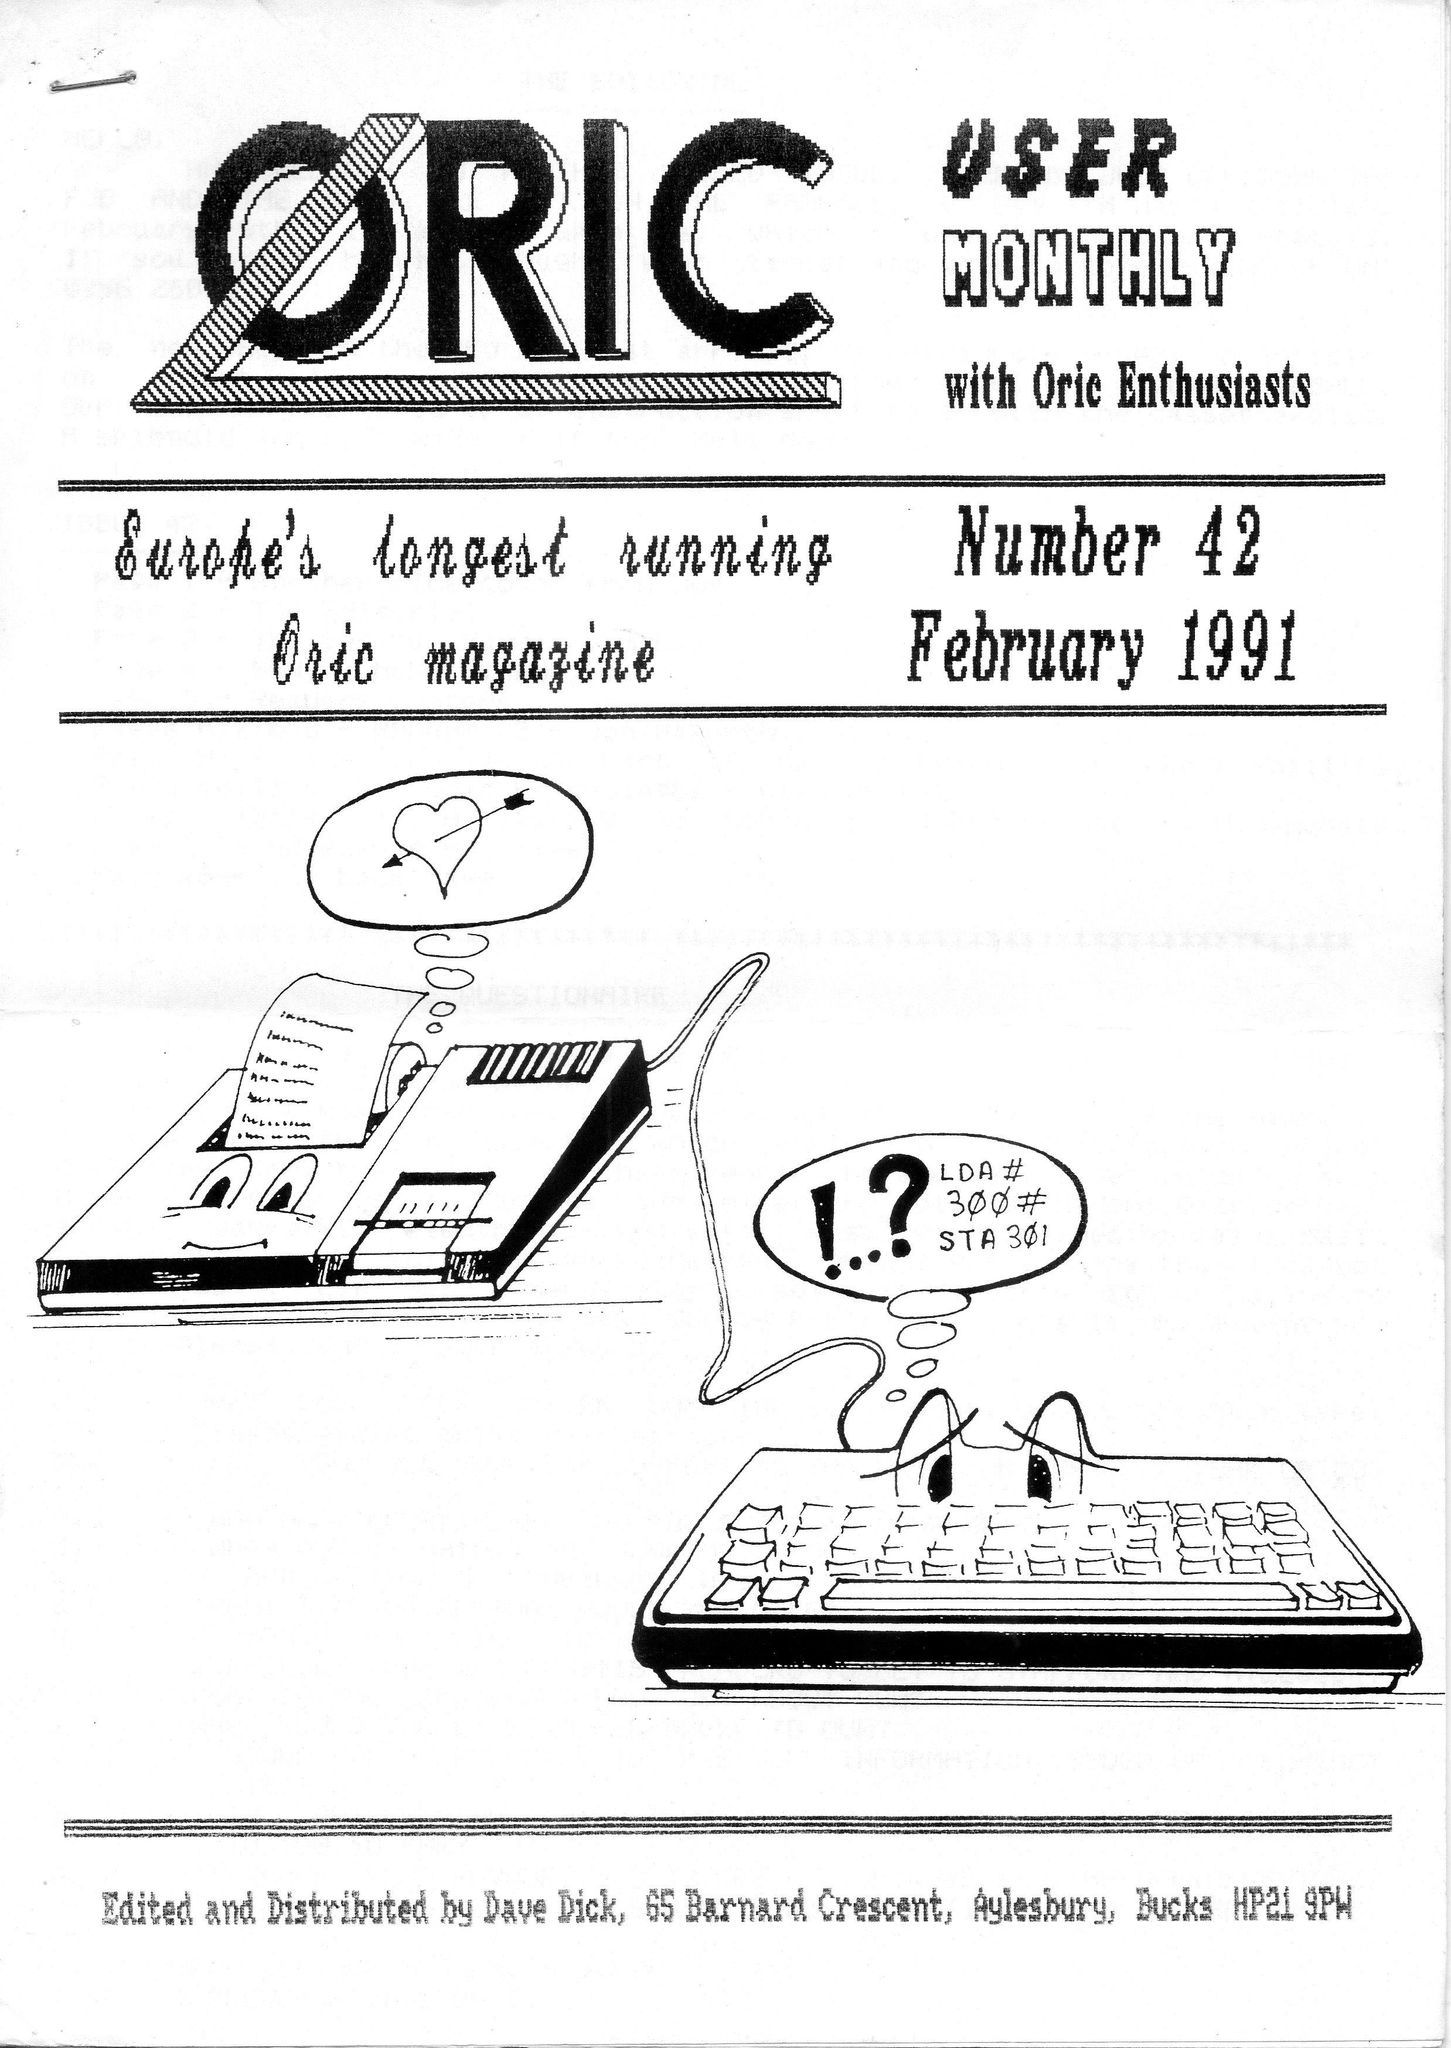 ORIC
USER
MONTHLY
with Oric Enthusiasts
Europe's longest running
Oric magazine
Number 42
February 1991
!..?
LDA #
300 #
STA 301
Edited and Distributed by Dave Dick, 65 Barnard Crescent, Aylesbury, Bucks HP21 9PW